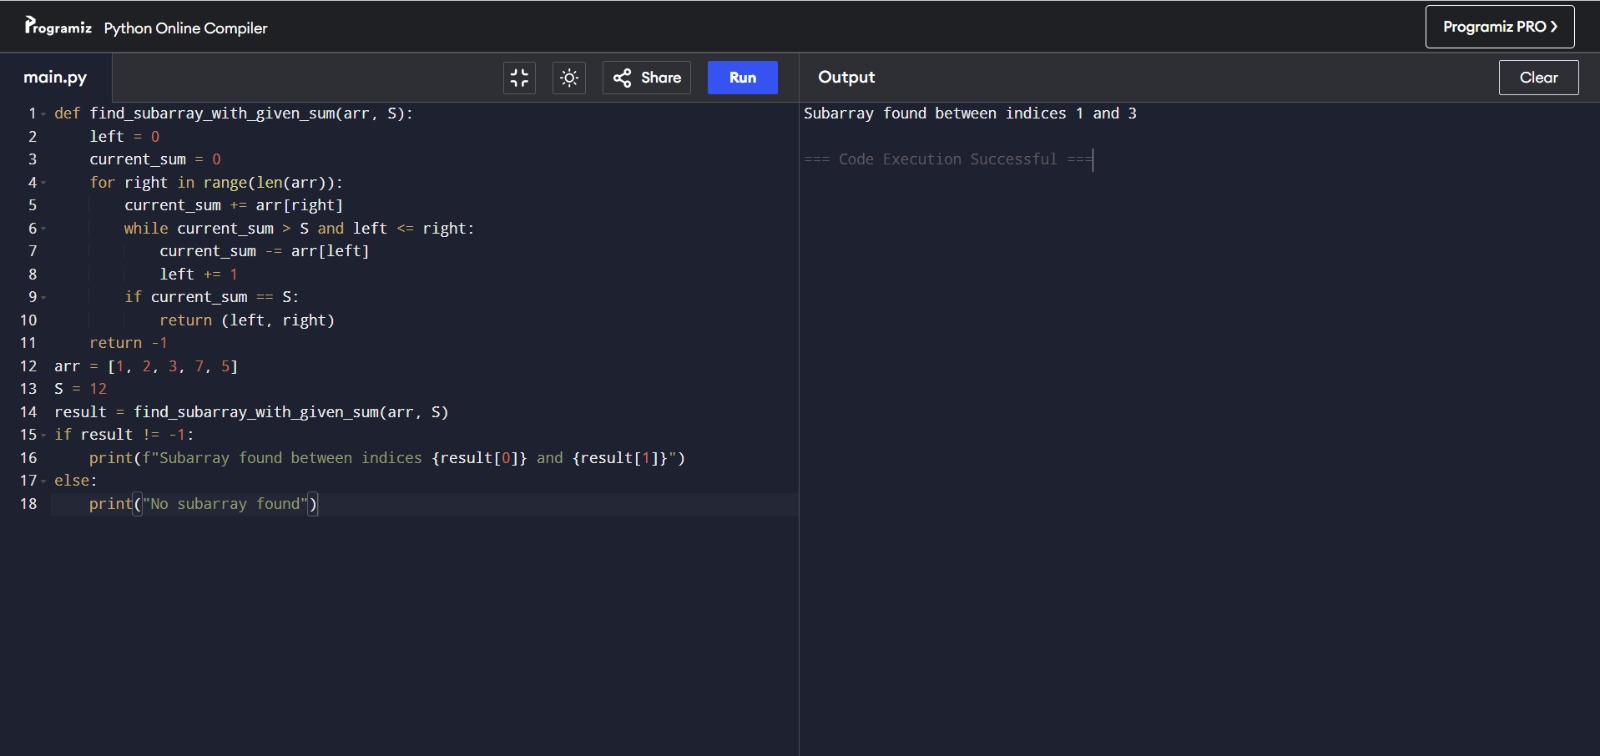 Programiz Python Online Compiler
Programiz PRO >
main.py
Share
Run
Output
Clear
1 def find_subarray_with_given_sum(arr, S):
2     left = 0
3     current_sum = 0
4     for right in range(len(arr)):
5         current_sum += arr[right]
6         while current_sum > S and left <= right:
7             current_sum -= arr[left]
8             left += 1
9         if current_sum == S:
10             return (left, right)
11     return -1
12 arr = [1, 2, 3, 7, 5]
13 S = 12
14 result = find_subarray_with_given_sum(arr, S)
15 if result != -1:
16     print(f"Subarray found between indices {result[0]} and {result[1]}")
17 else:
18     print("No subarray found")
Subarray found between indices 1 and 3
=== Code Execution Successful ===